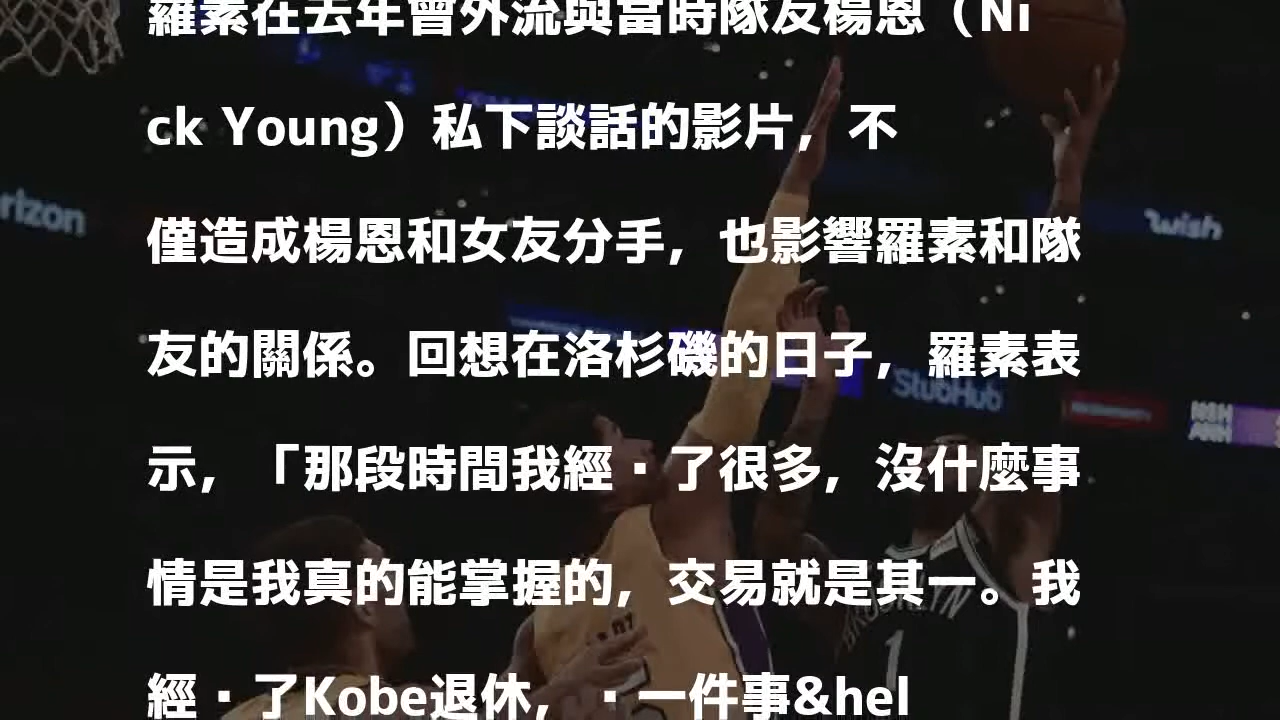 羅素在去年曾外流與當時隊友楊恩（Ni
ck Young）私下談話的影片，不
僅造成楊恩和女友分手，也影響羅素和隊
友的關係。回想在洛杉磯的日子，羅素表
示，「那段時間我經·了很多，沒什麼事
情是我真的能掌握的，交易就是其一。我
經·了Kobe退休，·一件事&hel
rizon
wish
StubHub
BROOKLYN
1